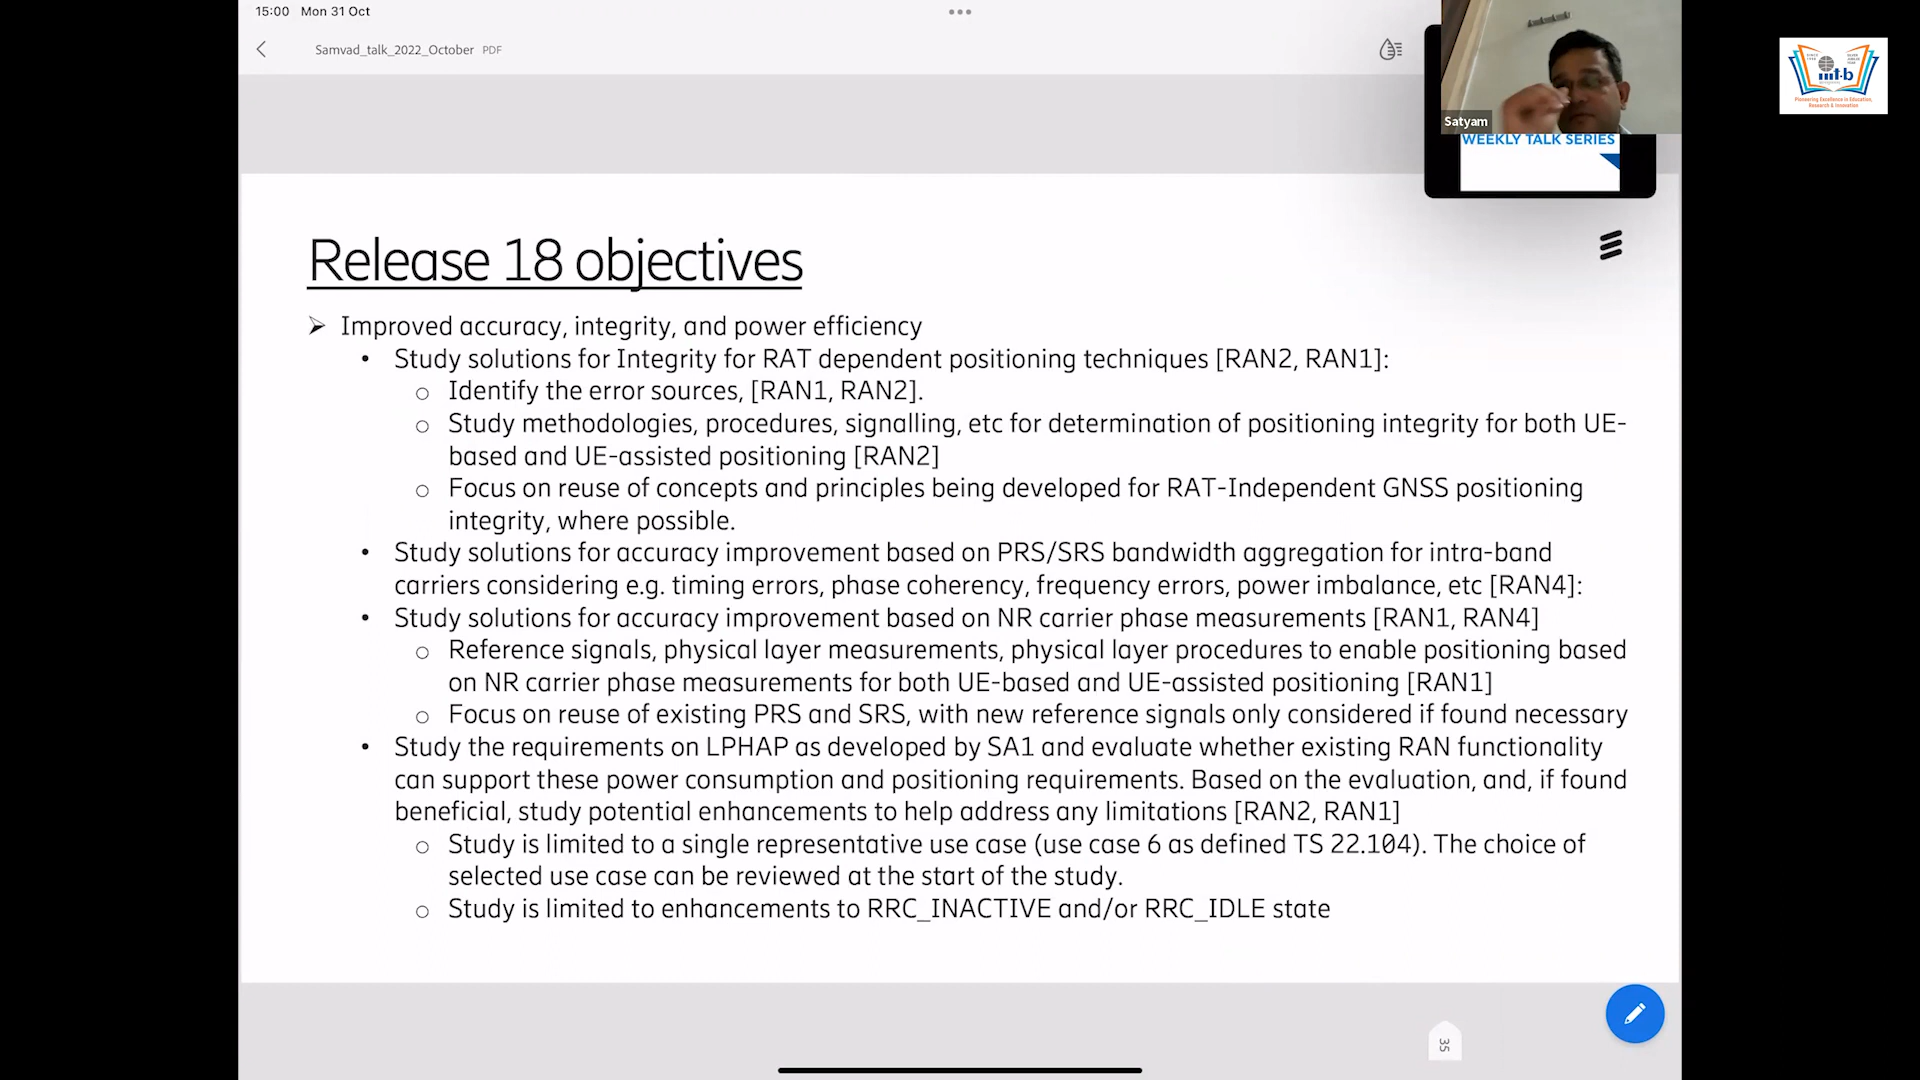 15:00 Mon 31 Oct
Samvad_talk_2022_October PDF
Satyam
WEEKLY TALK SERIES
iiit-b
Pioneering Excellence in Education,
Research & Innovation
Release 18 objectives
➢ Improved accuracy, integrity, and power efficiency
• Study solutions for Integrity for RAT dependent positioning techniques [RAN2, RAN1]:
o Identify the error sources, [RAN1, RAN2].
o Study methodologies, procedures, signalling, etc for determination of positioning integrity for both UE-
based and UE-assisted positioning [RAN2]
o Focus on reuse of concepts and principles being developed for RAT-Independent GNSS positioning
integrity, where possible.
• Study solutions for accuracy improvement based on PRS/SRS bandwidth aggregation for intra-band
carriers considering e.g. timing errors, phase coherency, frequency errors, power imbalance, etc [RAN4]:
• Study solutions for accuracy improvement based on NR carrier phase measurements [RAN1, RAN4]
o Reference signals, physical layer measurements, physical layer procedures to enable positioning based
on NR carrier phase measurements for both UE-based and UE-assisted positioning [RAN1]
o Focus on reuse of existing PRS and SRS, with new reference signals only considered if found necessary
• Study the requirements on LPHAP as developed by SA1 and evaluate whether existing RAN functionality
can support these power consumption and positioning requirements. Based on the evaluation, and, if found
beneficial, study potential enhancements to help address any limitations [RAN2, RAN1]
o Study is limited to a single representative use case (use case 6 as defined TS 22.104). The choice of
selected use case can be reviewed at the start of the study.
o Study is limited to enhancements to RRC_INACTIVE and/or RRC_IDLE state
35